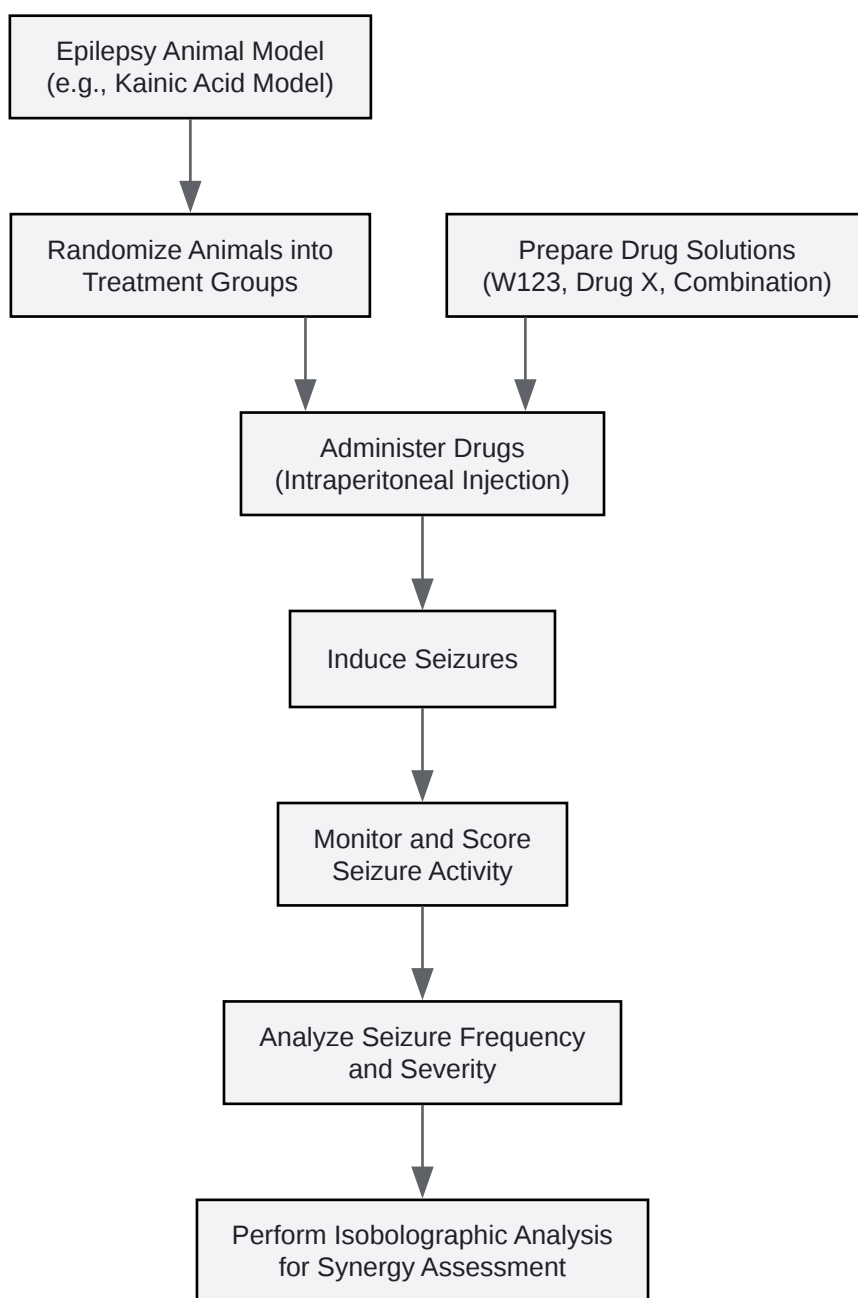 Epilepsy Animal Model
(e.g., Kainic Acid Model)
Randomize Animals into
Treatment Groups
Prepare Drug Solutions
(W123, Drug X, Combination)
Administer Drugs
(Intraperitoneal Injection)
Induce Seizures
Monitor and Score
Seizure Activity
Analyze Seizure Frequency
and Severity
Perform Isobolographic Analysis
for Synergy Assessment